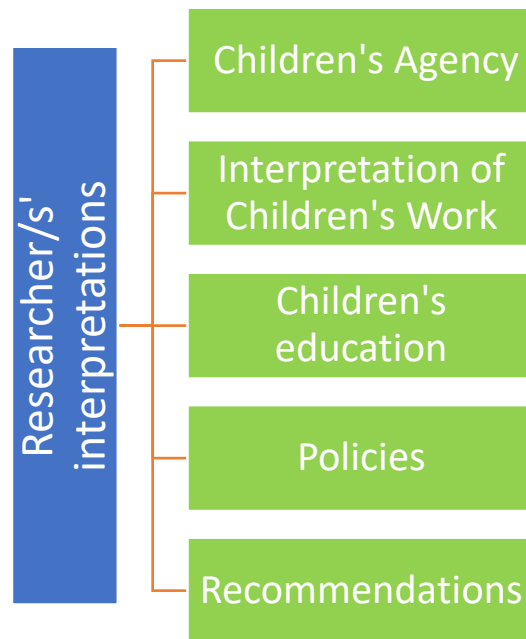 Researcher/s'
interpretations
Children's Agency
Interpretation of
Children's Work
Children's
education
Policies
Recommendations